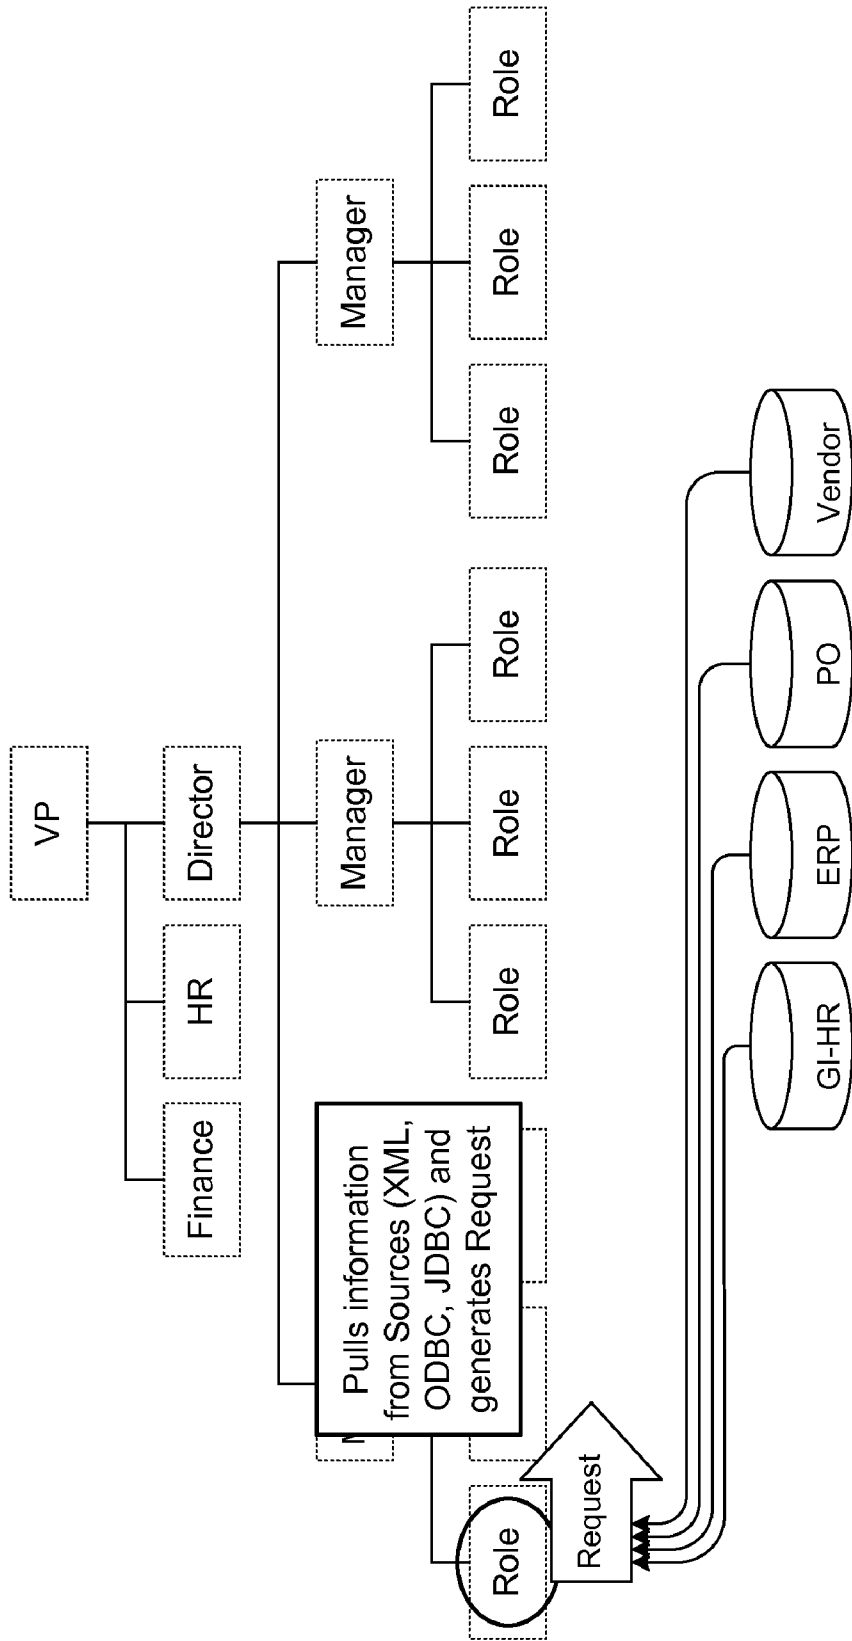 VP
Finance
HR
Director
Manager
Manager
Pulls information
from Sources (XML,
ODBC, JDBC) and
generates Request
Role
Role
Role
Role
Role
Role
Role
Request
GI-HR
ERP
PO
Vendor